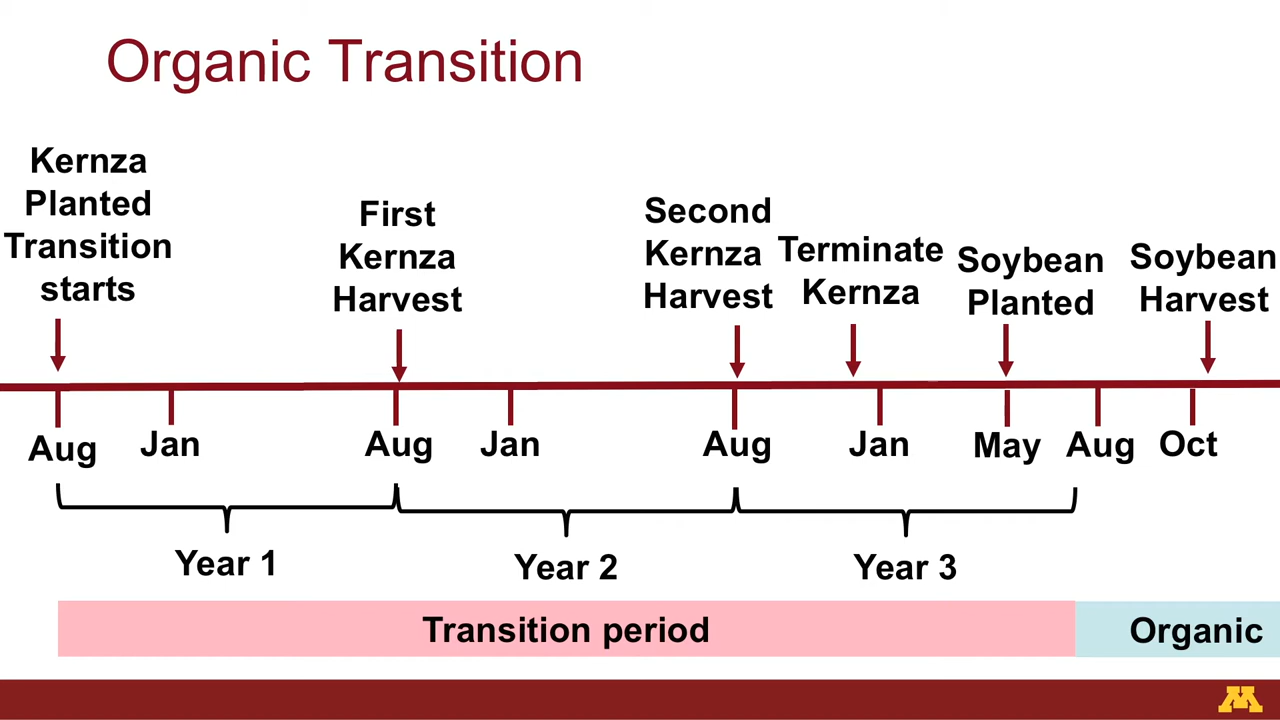 Organic Transition
Kernza
Planted
Transition
starts
First
Kernza
Harvest
Second
Kernza
Harvest
Terminate
Kernza
Soybean
Planted
Soybean
Harvest
Aug
Jan
Aug
Jan
Aug
Jan
May
Aug
Oct
Year 1
Year 2
Year 3
Transition period
Organic
M